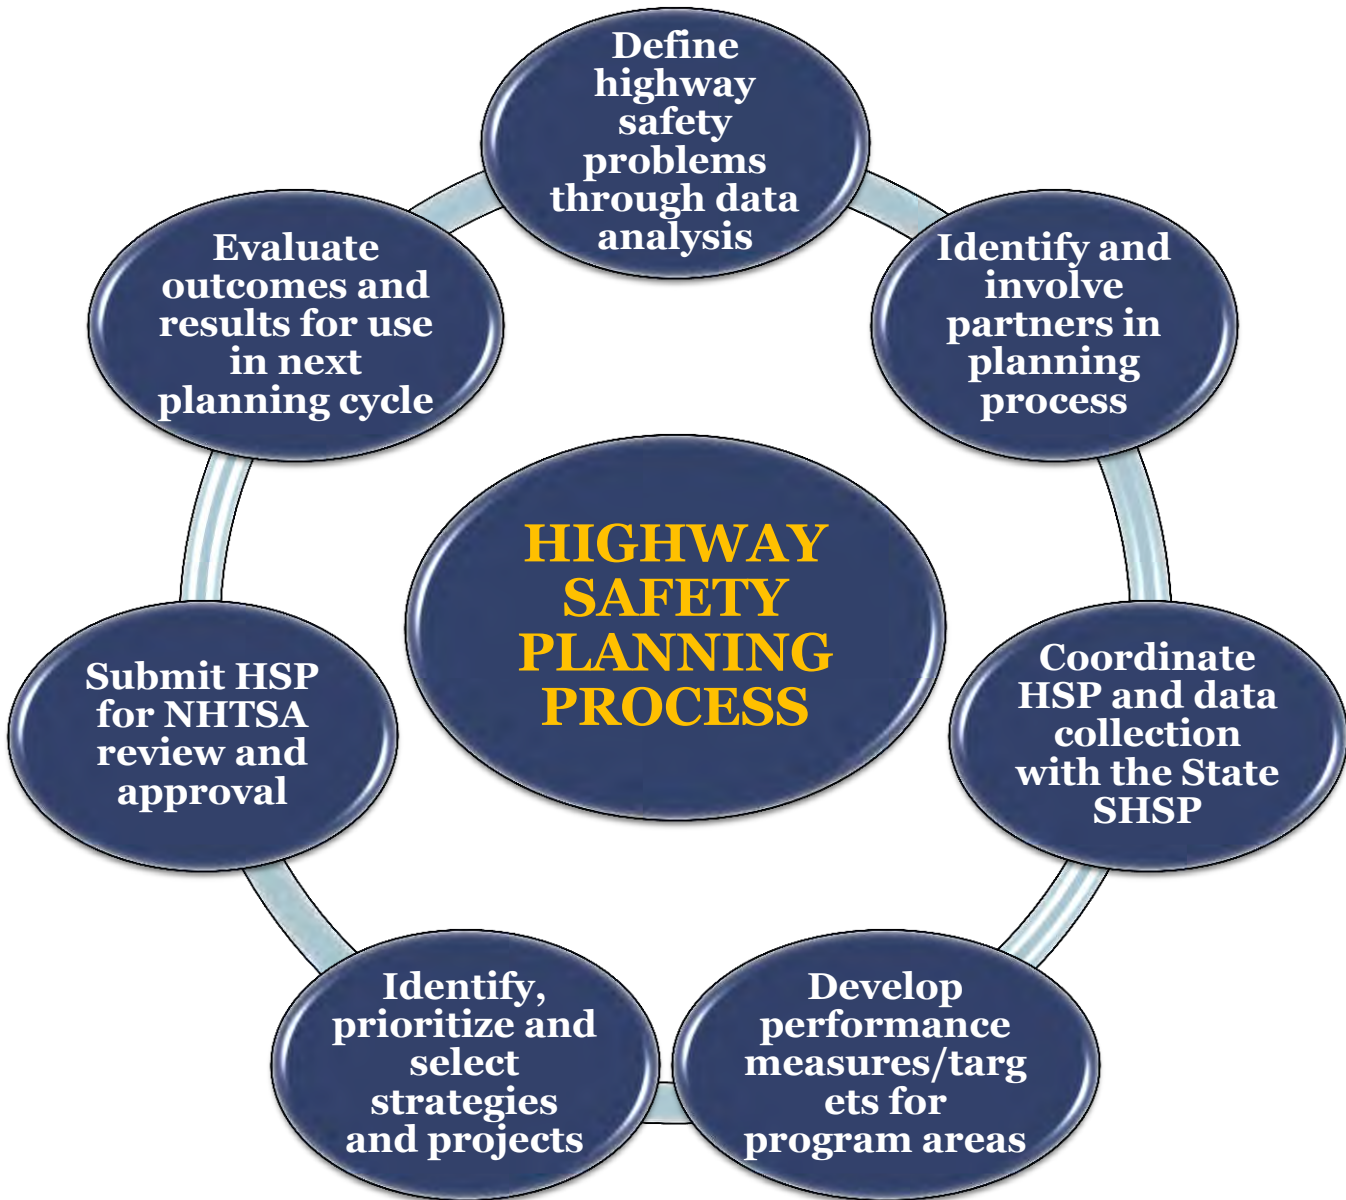 Define
highway
safety
problems
through data
analysis
Identify and
involve
partners in
planning
process
Coordinate
HSP and data
collection
with the State
SHSP
Develop
performance
measures/targ
ets for
program areas
Identify,
prioritize and
select
strategies
and projects
Submit HSP
for NHTSA
review and
approval
Evaluate
outcomes and
results for use
in next
planning cycle
HIGHWAY
SAFETY
PLANNING
PROCESS